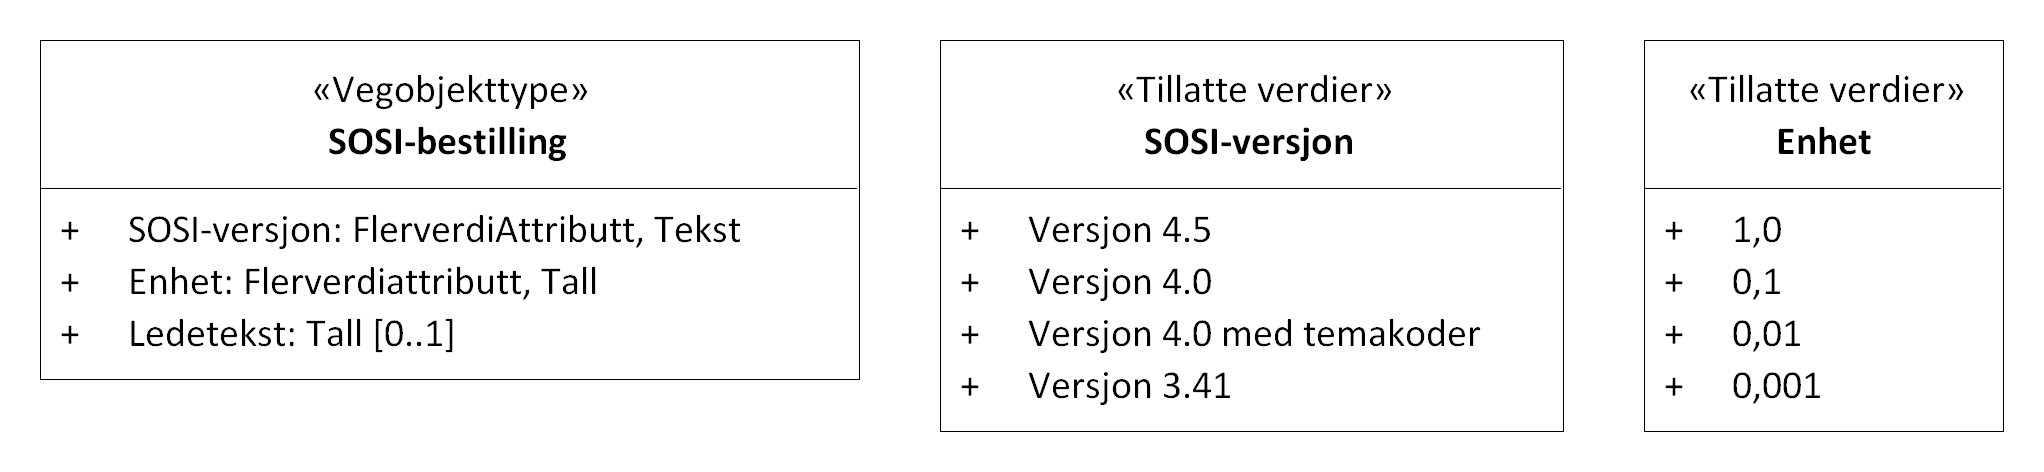 «Vegobjekttype»
SOSI-bestilling
+ SOSI-versjon: FlerverdiAttributt, Tekst
+ Enhet: Flerverdiattributt, Tall
+ Ledetekst: Tall [0..1]
«Tillatte verdier»
SOSI-versjon
+ Versjon 4.5
+ Versjon 4.0
+ Versjon 4.0 med temakoder
+ Versjon 3.41
«Tillatte verdier»
Enhet
+ 1,0
+ 0,1
+ 0,01
+ 0,001